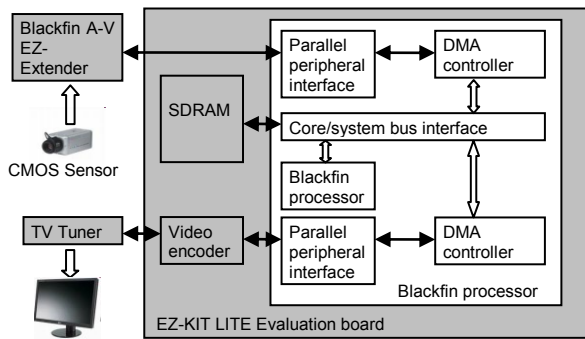 Blackfin A-V
EZ-
Extender
CMOS Sensor
TV Tuner
SDRAM
Video
encoder
Parallel
peripheral
interface
DMA
controller
Core/system bus interface
Blackfin
processor
Parallel
peripheral
interface
DMA
controller
Blackfin processor
EZ-KIT LITE Evaluation board